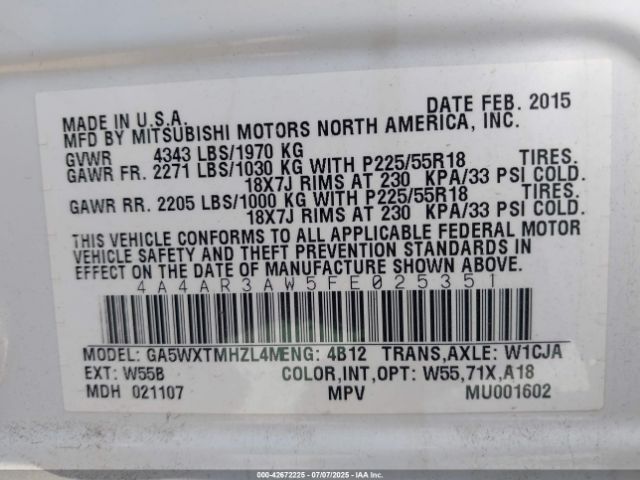 MADE IN U.S.A. DATE FEB. 2015
MFD BY MITSUBISHI MOTORS NORTH AMERICA, INC.
GVWR 4343 LBS/1970 KG
GAWR FR. 2271 LBS/1030 KG WITH P225/55R18 TIRES.
18X7J RIMS AT 230 KPA/33 PSI COLD.
GAWR RR. 2205 LBS/1000 KG WITH P225/55R18 TIRES.
18X7J RIMS AT 230 KPA/33 PSI COLD.
THIS VEHICLE CONFORMS TO ALL APPLICABLE FEDERAL MOTOR
VEHICLE SAFETY AND THEFT PREVENTION STANDARDS IN
EFFECT ON THE DATE OF MANUFACTURE SHOWN ABOVE.
4A4AR3AW5FE025351
MODEL: GA5WXTMHZL4MENG: 4B12 TRANS,AXLE: W1CJA
EXT: W55B COLOR,INT,OPT: W55,71X,A18
MDH 021107 MPV MU001602
000-42672225 - 07/07/2025 - COPYRIGHT IAA, LLC.